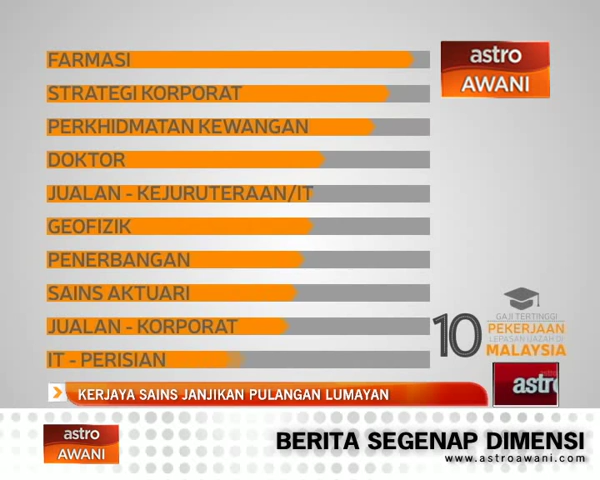 FARMASI
STRATEGI KORPORAT
PERKHIDMATAN KEWANGAN
DOKTOR
JUALAN - KEJURUTERAAN/IT
GEOFIZIK
PENERBANGAN
SAINS AKTUARI
JUALAN - KORPORAT
IT - PERISIAN
astro
AWANI
10
GAJI TERTINGGI
PEKERJAAN
LEPASAN IJAZAH DI
MALAYSIA
KERJAYA SAINS JANJIKAN PULANGAN LUMAYAN
astro
astro
AWANI
BERITA SEGENAP DIMENSI
www.astroawani.com